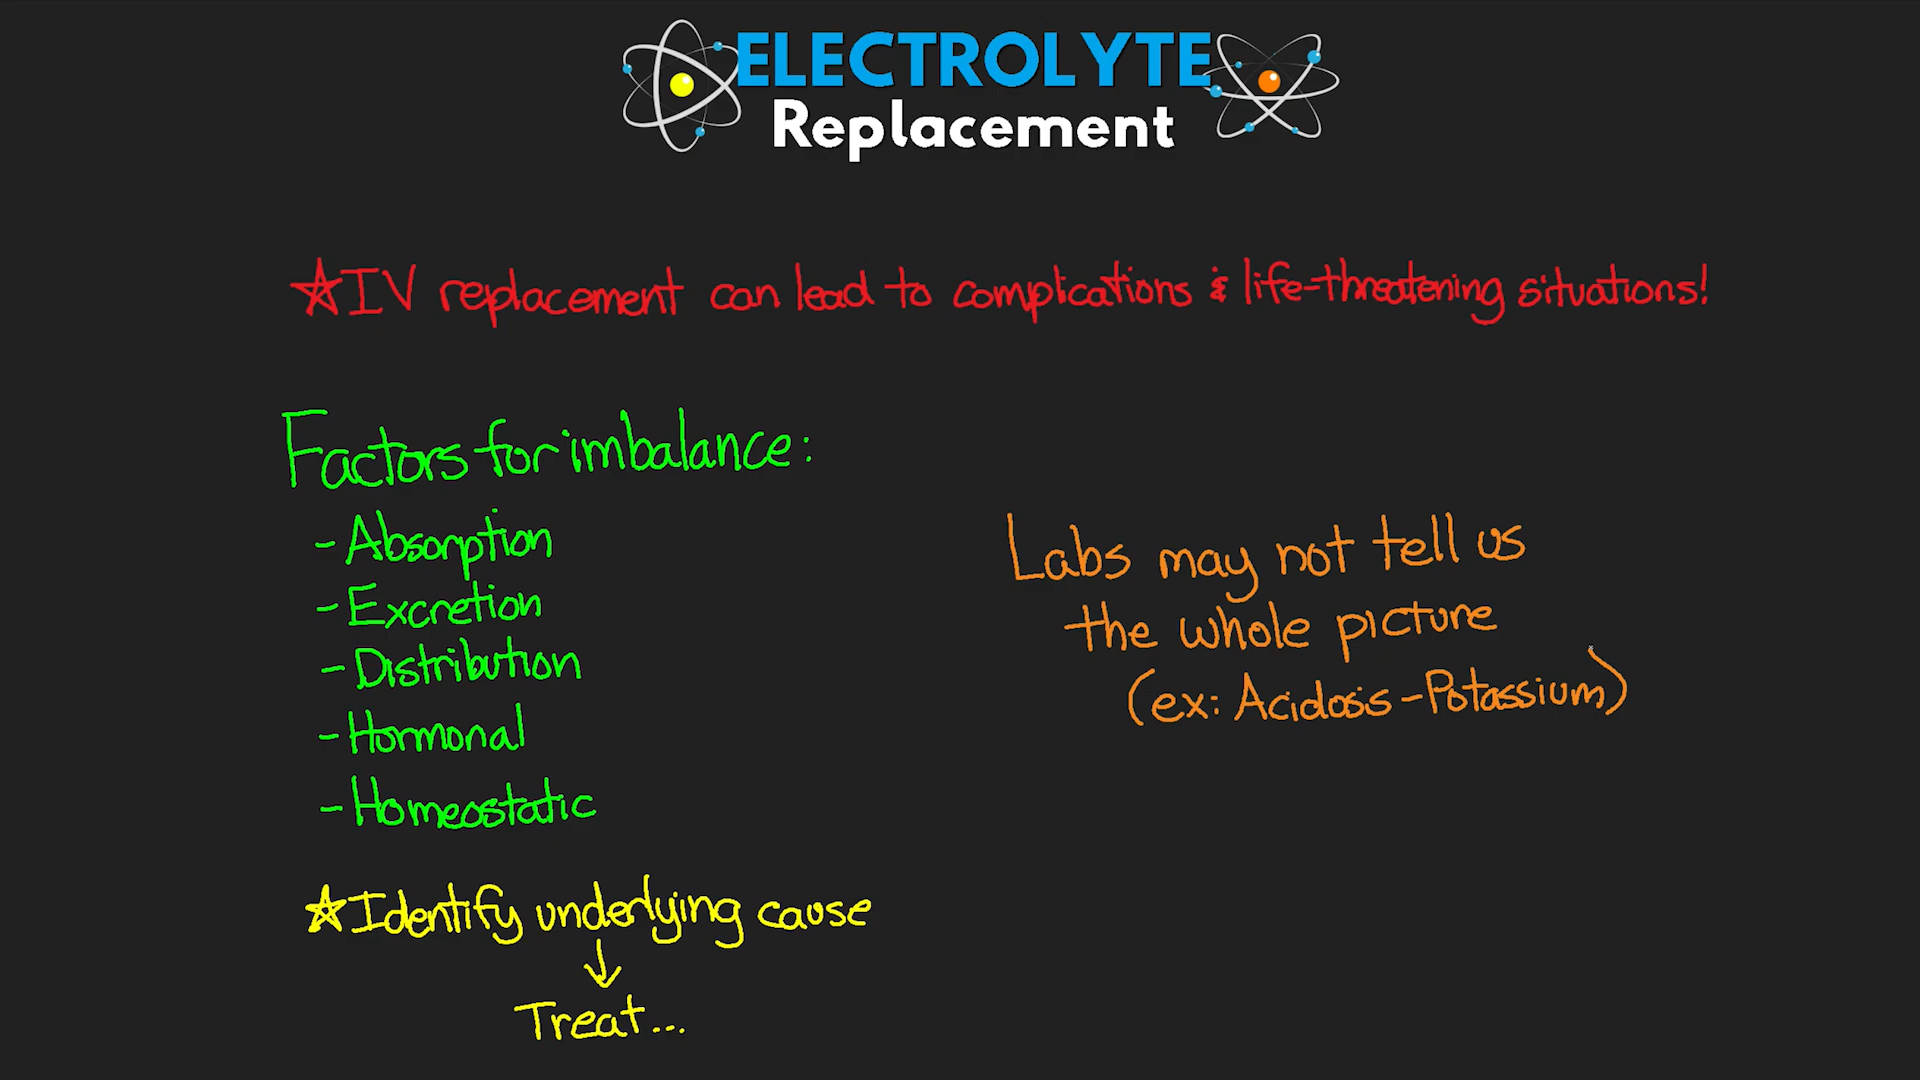 ELECTROLYTE
Replacement
☆IV replacement can lead to complications & life-threatening situations!
Factors for imbalance:
- Absorption
- Excretion
- Distribution
- Hormonal
- Homeostatic
Labs may not tell us
the whole picture
(ex: Acidosis-Potassium)
☆Identify underlying cause
↓
Treat...